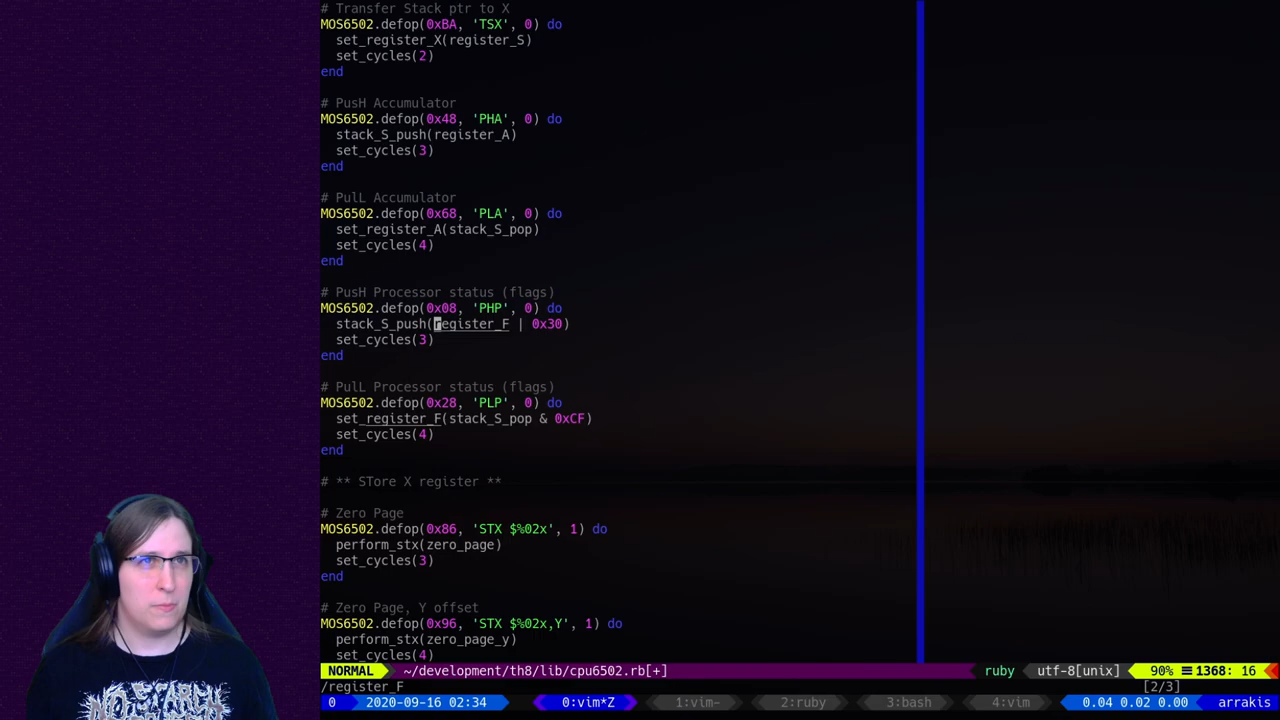 # Transfer Stack ptr to X
MOS6502.defop(0xBA, 'TSX', 0) do
  set_register_X(register_S)
  set_cycles(2)
end

# PusH Accumulator
MOS6502.defop(0x48, 'PHA', 0) do
  stack_S_push(register_A)
  set_cycles(3)
end

# PulL Accumulator
MOS6502.defop(0x68, 'PLA', 0) do
  set_register_A(stack_S_pop)
  set_cycles(4)
end

# PusH Processor status (flags)
MOS6502.defop(0x08, 'PHP', 0) do
  stack_S_push(register_F | 0x30)
  set_cycles(3)
end

# PulL Processor status (flags)
MOS6502.defop(0x28, 'PLP', 0) do
  set_register_F(stack_S_pop & 0xCF)
  set_cycles(4)
end

# ** STore X register **

# Zero Page
MOS6502.defop(0x86, 'STX $%02x', 1) do
  perform_stx(zero_page)
  set_cycles(3)
end

# Zero Page, Y offset
MOS6502.defop(0x96, 'STX $%02x,Y', 1) do
  perform_stx(zero_page_y)
  set_cycles(4)
NORMAL ~/development/th8/lib/cpu6502.rb[+] ruby utf-8[unix] 90% ≡1368: 16
/register_F [2/3]
0 2020-09-16 02:34 0:vim*Z 1:vim- 2:ruby 3:bash 4:vim 0.04 0.02 0.00 arrakis